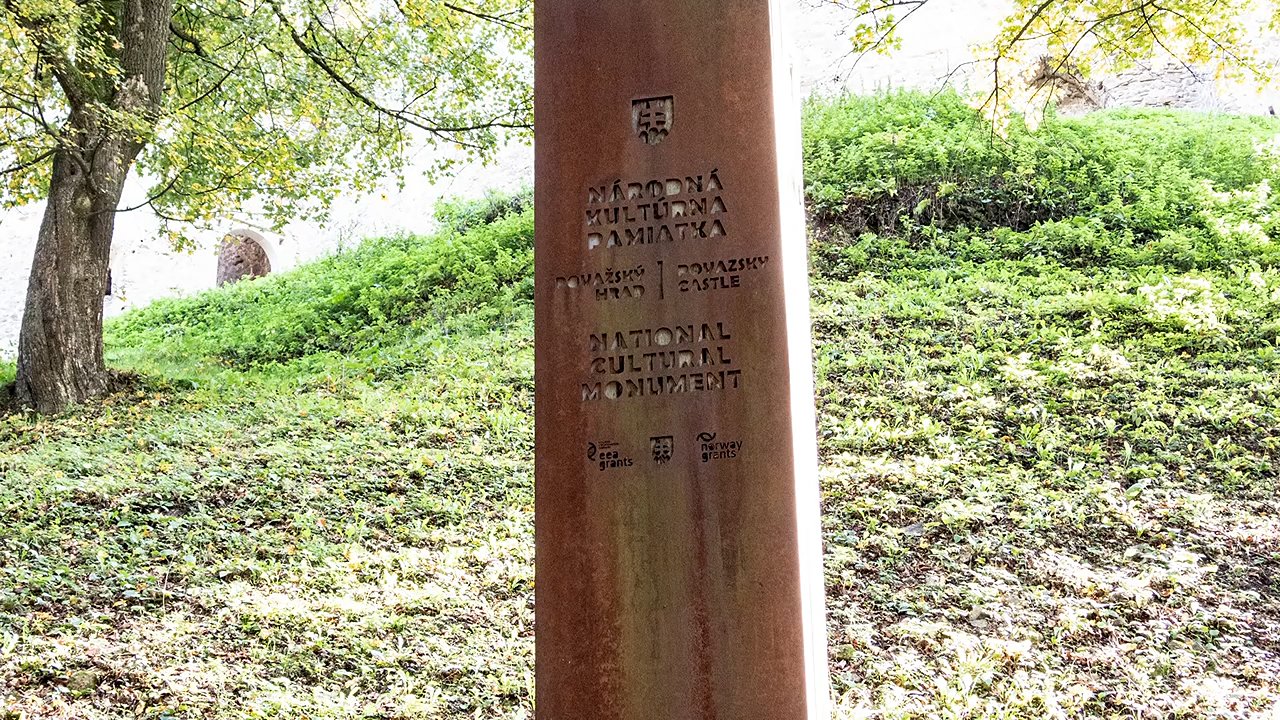 NÁRODNÁ
KULTÚRNA
PAMIATKA
POVAŽSKÝ
HRAD
POVAZSKY
CASTLE
NATIONAL
CULTURAL
MONUMENT
eea
grants
norway
grants